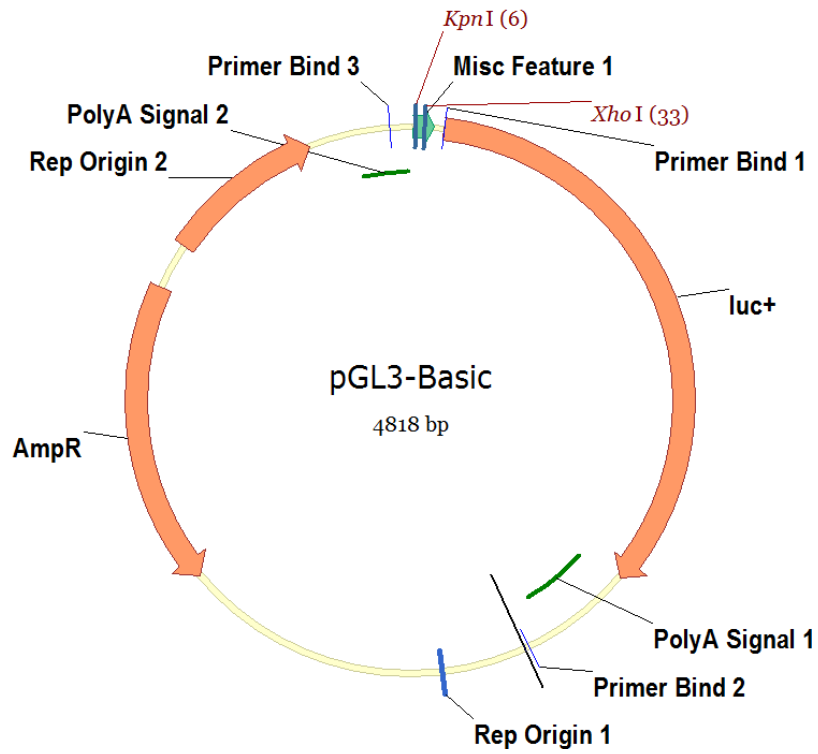 KpnI (6)
Primer Bind 3
Misc Feature 1
PolyA Signal 2
XhoI (33)
Rep Origin 2
Primer Bind 1
luc+
pGL3-Basic
4818 bp
AmpR
PolyA Signal 1
Primer Bind 2
Rep Origin 1